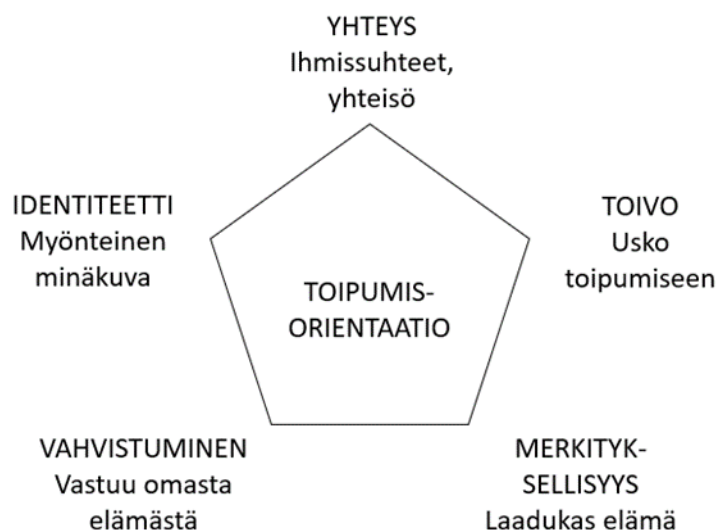 YHTEYS
Ihmissuhteet,
yhteisö
IDENTITEETTI
Myönteinen
minäkuva
TOIVO
Usko
toipumiseen
TOIPUMIS-
ORIENTAATIO
VAHVISTUMINEN
Vastuu omasta
elämästä
MERKITYK-
SELLISYYS
Laadukas elämä